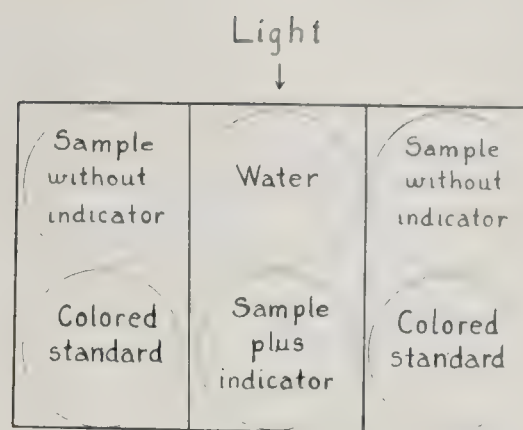 Light
Sample
without
indicator
Water
Sample
without
indicator
Colored
standard
Sample
plus
indicator
Colored
standard